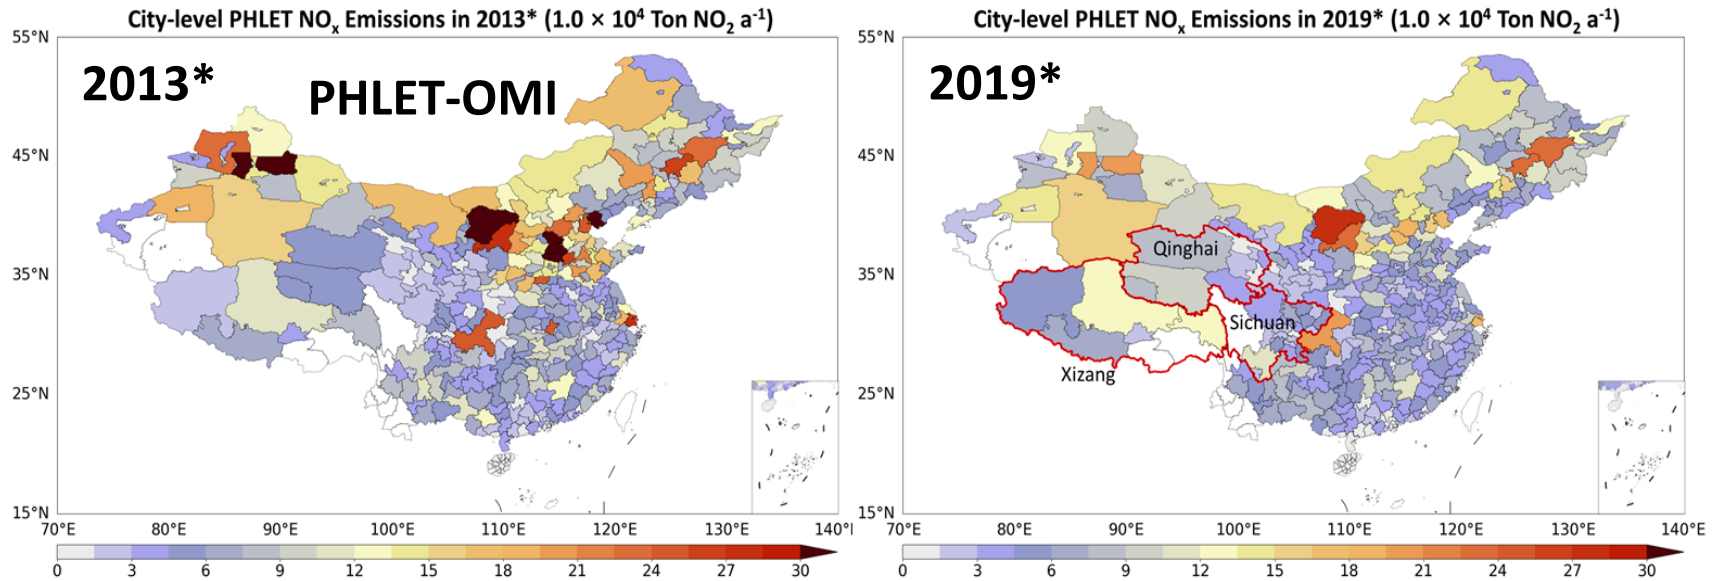 City-level PHLET NOx Emissions in 2013* (1.0 × 10⁴ Ton NO₂ a⁻¹)
55°N
45°N
35°N
25°N
15°N
2013*
PHLET-OMI
70°E 80°E 90°E 100°E 110°E 120°E 130°E 140°I
0 3 6 9 12 15 18 21 24 27 30
City-level PHLET NOx Emissions in 2019* (1.0 × 10⁴ Ton NO₂ a⁻¹)
55°N
45°N
35°N
25°N
15°N
2019*
Qinghai
Sichuan
Xizang
70°E 80°E 90°E 100°E 110°E 120°E 130°E 140°E
0 3 6 9 12 15 18 21 24 27 30